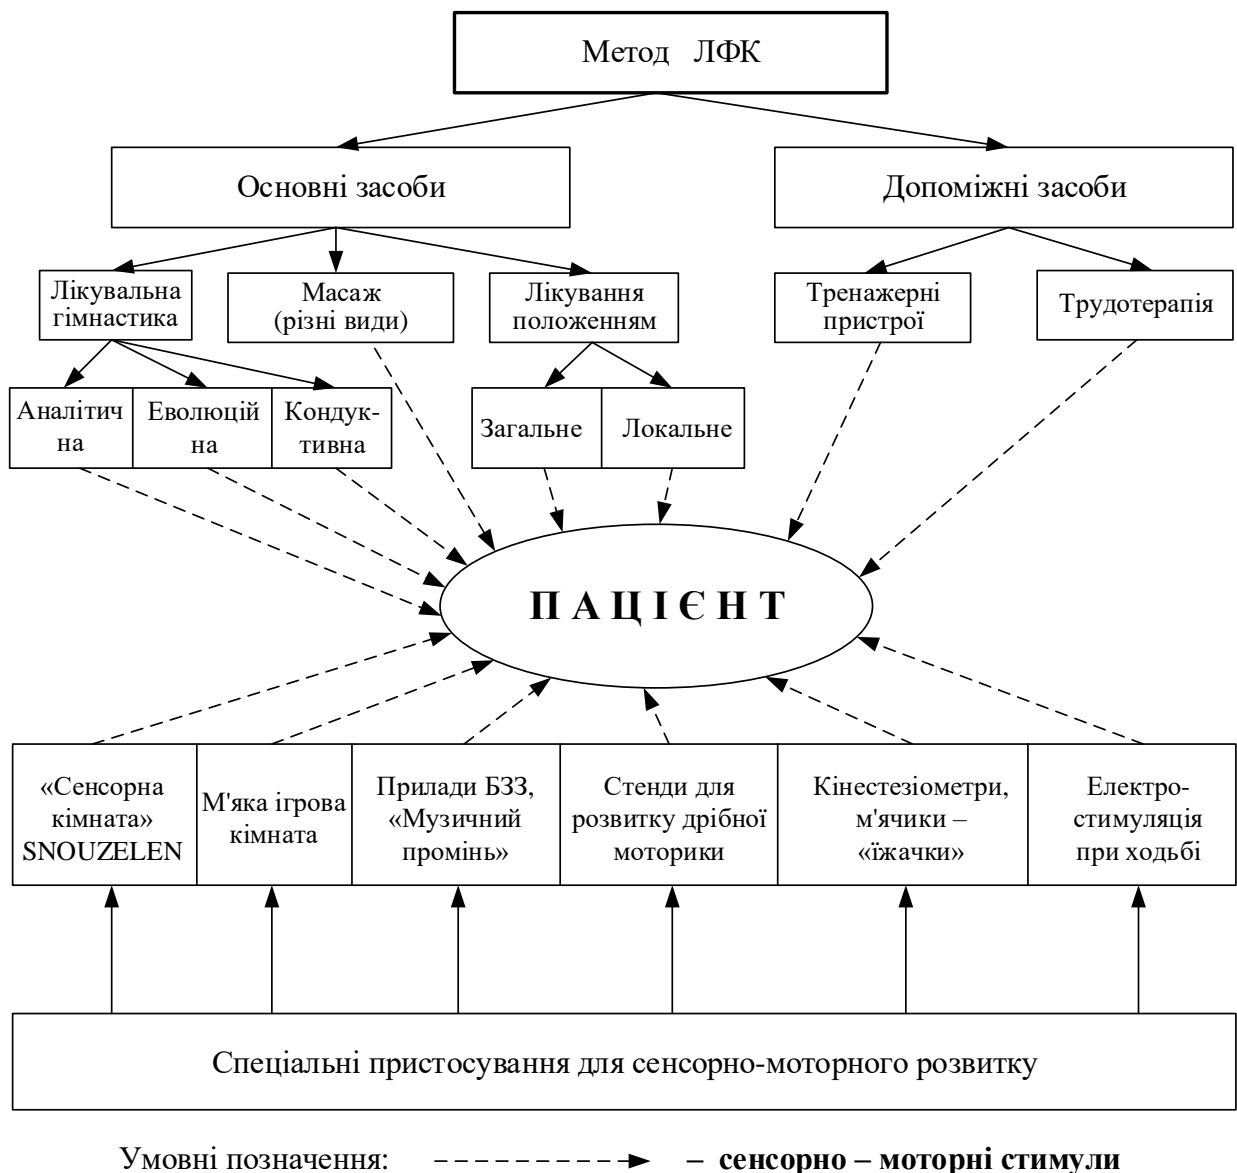 Метод ЛФК
Основні засоби
Допоміжні засоби
Лікувальна
гімнастика
Масаж
(різні види)
Лікування
положенням
Тренажерні
пристрої
Трудотерапія
Аналітич
на
Еволюцій
на
Кондук-
тивна
Загальне
Локальне
П А Ц І Є Н Т
«Сенсорна
кімната»
SNOUZELEN
М'яка ігрова
кімната
Прилади БЗЗ,
«Музичний
промінь»
Стенди для
розвитку дрібної
моторики
Кінестезіометри,
м'ячики –
«їжачки»
Електро-
стимуляція
при ходьбі
Спеціальні пристосування для сенсорно-моторного розвитку
Умовні позначення: – сенсорно – моторні стимули